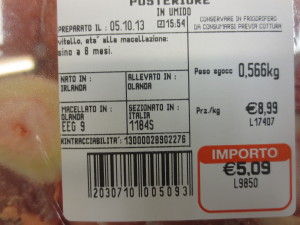 POSTERIORE
IN UMIDO
PREPARATO IL : 05.10.13 15.54
CONSERVARE IN FRIGORIFERO
DA CONSUMARSI PREVIA COTTURA
vitello, eta' alla macellazione:
sino a 8 mesi.
NATO IN :
IRLANDA
ALLEVATO IN :
OLANDA
Peso sgocc 0,566kg
MACELLATO IN :
OLANDA
EEG 9
SEZIONATO IN :
ITALIA
1184S
Prz./kg €8,99
L17407
RINTRACCIABILITA': 13000028902276
2030710 005093
IMPORTO
€5,09
L9850